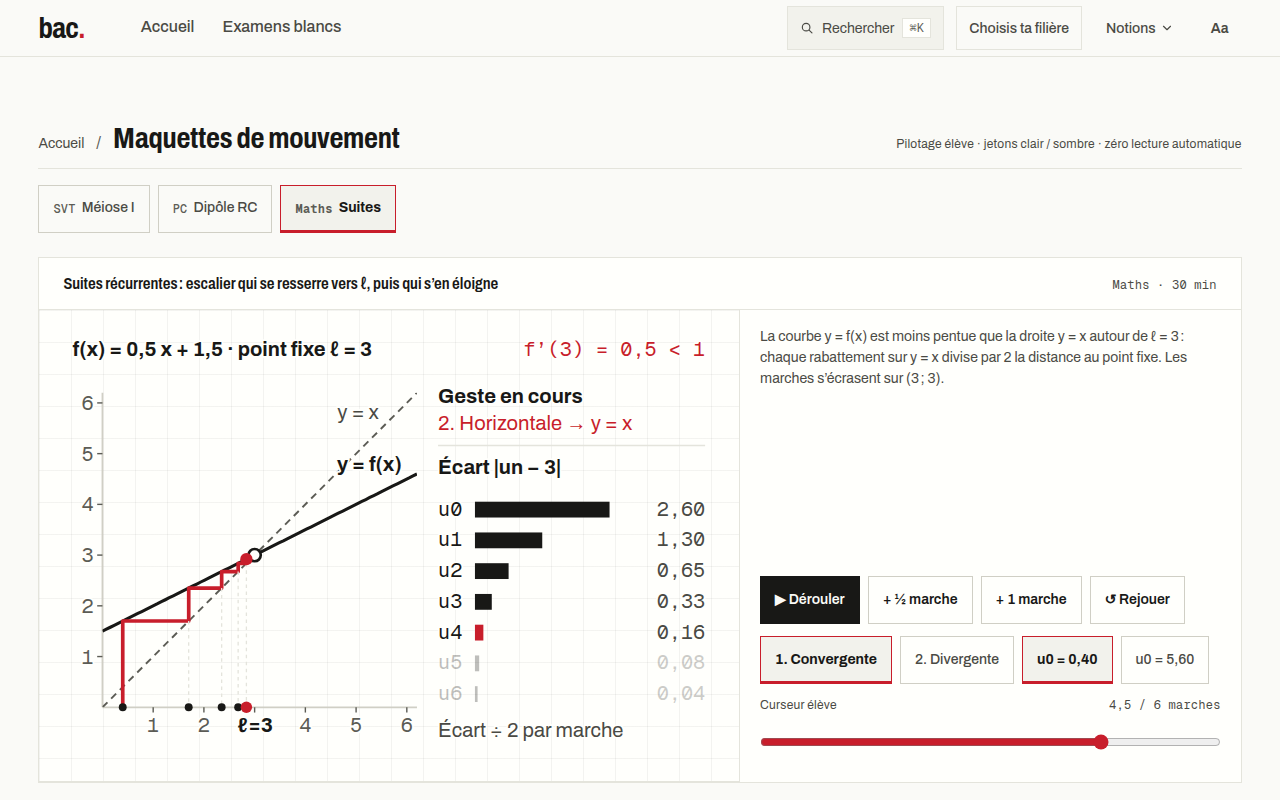 bac.
Accueil
Examens blancs
Rechercher ⌘K
Choisis ta filière
Notions
Aa
Accueil / Maquettes de mouvement
Pilotage élève · jetons clair / sombre · zéro lecture automatique
SVT Méiose I
PC Dipôle RC
Maths Suites
Suites récurrentes : escalier qui se resserre vers ℓ, puis qui s'en éloigne
Maths · 30 min
f(x) = 0,5 x + 1,5 · point fixe ℓ = 3
f'(3) = 0,5 < 1
6
5
4
3
2
1
y = x
y = f(x)
1 2 ℓ=3 4 5 6
Geste en cours
2. Horizontale → y = x
Écart |un − 3|
u0 2,60
u1 1,30
u2 0,65
u3 0,33
u4 0,16
u5 0,08
u6 0,04
Écart ÷ 2 par marche
La courbe y = f(x) est moins pentue que la droite y = x autour de ℓ = 3 :
chaque rabattement sur y = x divise par 2 la distance au point fixe. Les
marches s'écrasent sur (3 ; 3).
▶ Dérouler
+ ½ marche
+ 1 marche
↺ Rejouer
1. Convergente
2. Divergente
u0 = 0,40
u0 = 5,60
Curseur élève
4,5 / 6 marches